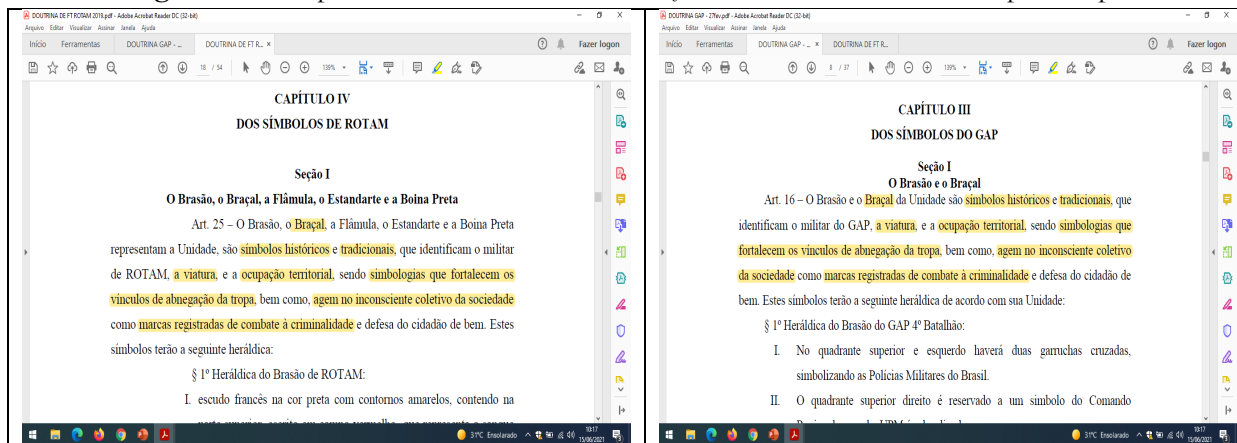 DOUTRINA DE FT ROTAM 2019.pdf - Adobe Acrobat Reader DC (32-bit)
Arquivo Editar Visualizar Assinar Janela Ajuda
Início Ferramentas DOUTRINA GAP - ... DOUTRINA DE FT R... × Fazer logon
18 / 54 139%
CAPÍTULO IV
DOS SÍMBOLOS DE ROTAM
Seção I
O Brasão, o Braçal, a Flâmula, o Estandarte e a Boina Preta
Art. 25 – O Brasão, o Braçal, a Flâmula, o Estandarte e a Boina Preta
representam a Unidade, são símbolos históricos e tradicionais, que identificam o militar
de ROTAM, a viatura, e a ocupação territorial, sendo simbologias que fortalecem os
vínculos de abnegação da tropa, bem como, agem no inconsciente coletivo da sociedade
como marcas registradas de combate à criminalidade e defesa do cidadão de bem. Estes
símbolos terão a seguinte heráldica:
§ 1º Heráldica do Brasão de ROTAM:
I. escudo francês na cor preta com contornos amarelos, contendo na
31°C Ensolarado 10:17
15/06/2021
DOUTRINA GAP - 27fev.pdf - Adobe Acrobat Reader DC (32-bit)
Arquivo Editar Visualizar Assinar Janela Ajuda
Início Ferramentas DOUTRINA GAP - ... × DOUTRINA DE FT R... Fazer logon
8 / 37 139%
CAPÍTULO III
DOS SÍMBOLOS DO GAP
Seção I
O Brasão e o Braçal
Art. 16 – O Brasão e o Braçal da Unidade são símbolos históricos e tradicionais, que
identificam o militar do GAP, a viatura, e a ocupação territorial, sendo simbologias que
fortalecem os vínculos de abnegação da tropa, bem como, agem no inconsciente coletivo
da sociedade como marcas registradas de combate à criminalidade e defesa do cidadão de
bem. Estes símbolos terão a seguinte heráldica de acordo com sua Unidade:
§ 1º Heráldica do Brasão do GAP 4º Batalhão:
I. No quadrante superior e esquerdo haverá duas garruchas cruzadas,
simbolizando as Polícias Militares do Brasil.
II. O quadrante superior direito é reservado a um símbolo do Comando
31°C Ensolarado 10:17
15/06/2021